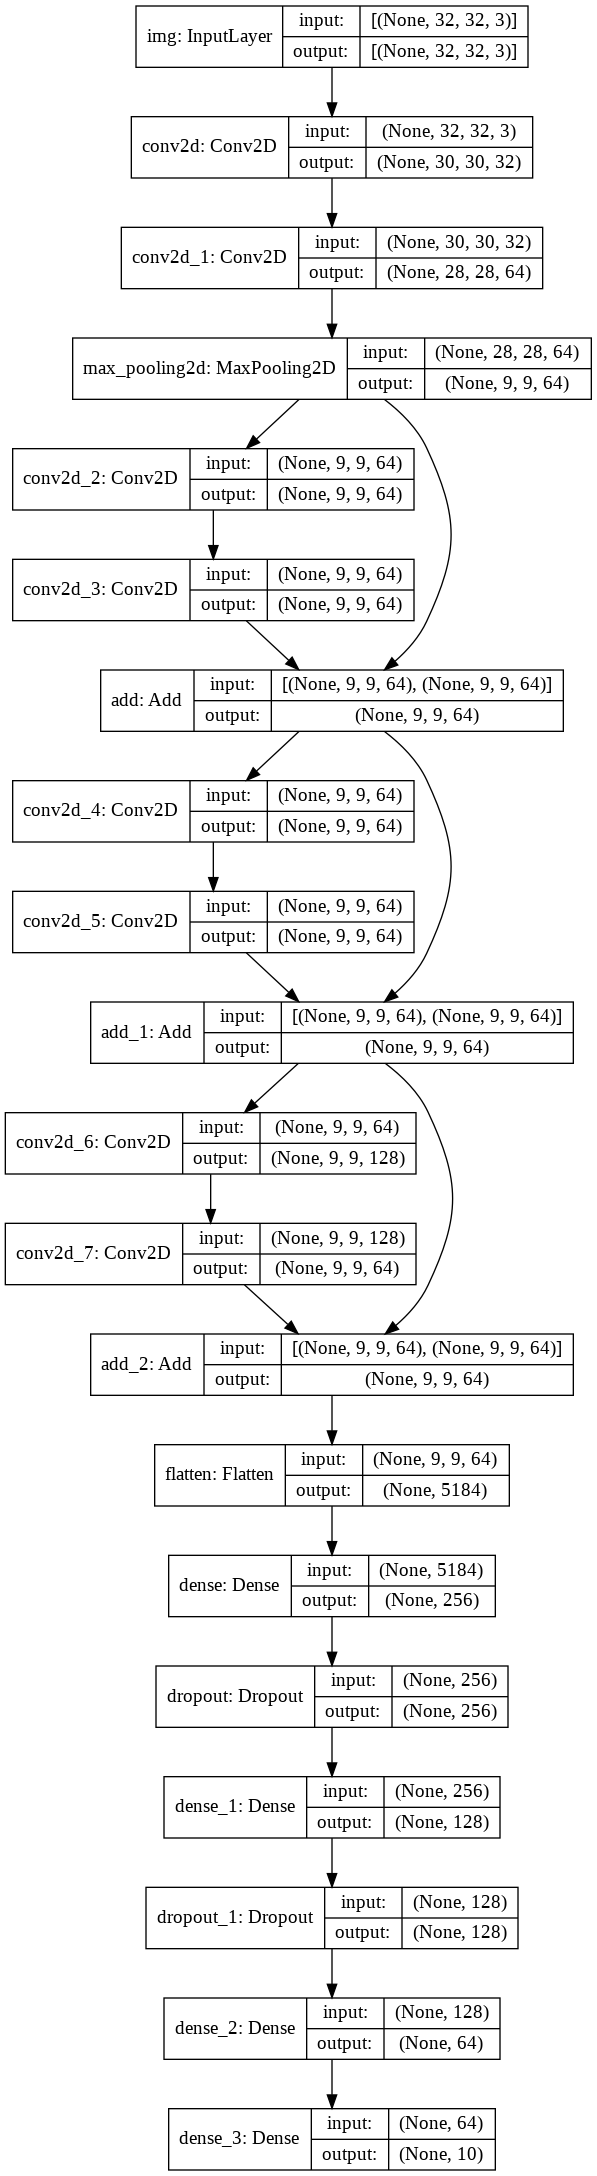 img: InputLayer
input: [(None, 32, 32, 3)]
output: [(None, 32, 32, 3)]
conv2d: Conv2D
input: (None, 32, 32, 3)
output: (None, 30, 30, 32)
conv2d_1: Conv2D
input: (None, 30, 30, 32)
output: (None, 28, 28, 64)
max_pooling2d: MaxPooling2D
input: (None, 28, 28, 64)
output: (None, 9, 9, 64)
conv2d_2: Conv2D
input: (None, 9, 9, 64)
output: (None, 9, 9, 64)
conv2d_3: Conv2D
input: (None, 9, 9, 64)
output: (None, 9, 9, 64)
add: Add
input: [(None, 9, 9, 64), (None, 9, 9, 64)]
output: (None, 9, 9, 64)
conv2d_4: Conv2D
input: (None, 9, 9, 64)
output: (None, 9, 9, 64)
conv2d_5: Conv2D
input: (None, 9, 9, 64)
output: (None, 9, 9, 64)
add_1: Add
input: [(None, 9, 9, 64), (None, 9, 9, 64)]
output: (None, 9, 9, 64)
conv2d_6: Conv2D
input: (None, 9, 9, 64)
output: (None, 9, 9, 128)
conv2d_7: Conv2D
input: (None, 9, 9, 128)
output: (None, 9, 9, 64)
add_2: Add
input: [(None, 9, 9, 64), (None, 9, 9, 64)]
output: (None, 9, 9, 64)
flatten: Flatten
input: (None, 9, 9, 64)
output: (None, 5184)
dense: Dense
input: (None, 5184)
output: (None, 256)
dropout: Dropout
input: (None, 256)
output: (None, 256)
dense_1: Dense
input: (None, 256)
output: (None, 128)
dropout_1: Dropout
input: (None, 128)
output: (None, 128)
dense_2: Dense
input: (None, 128)
output: (None, 64)
dense_3: Dense
input: (None, 64)
output: (None, 10)